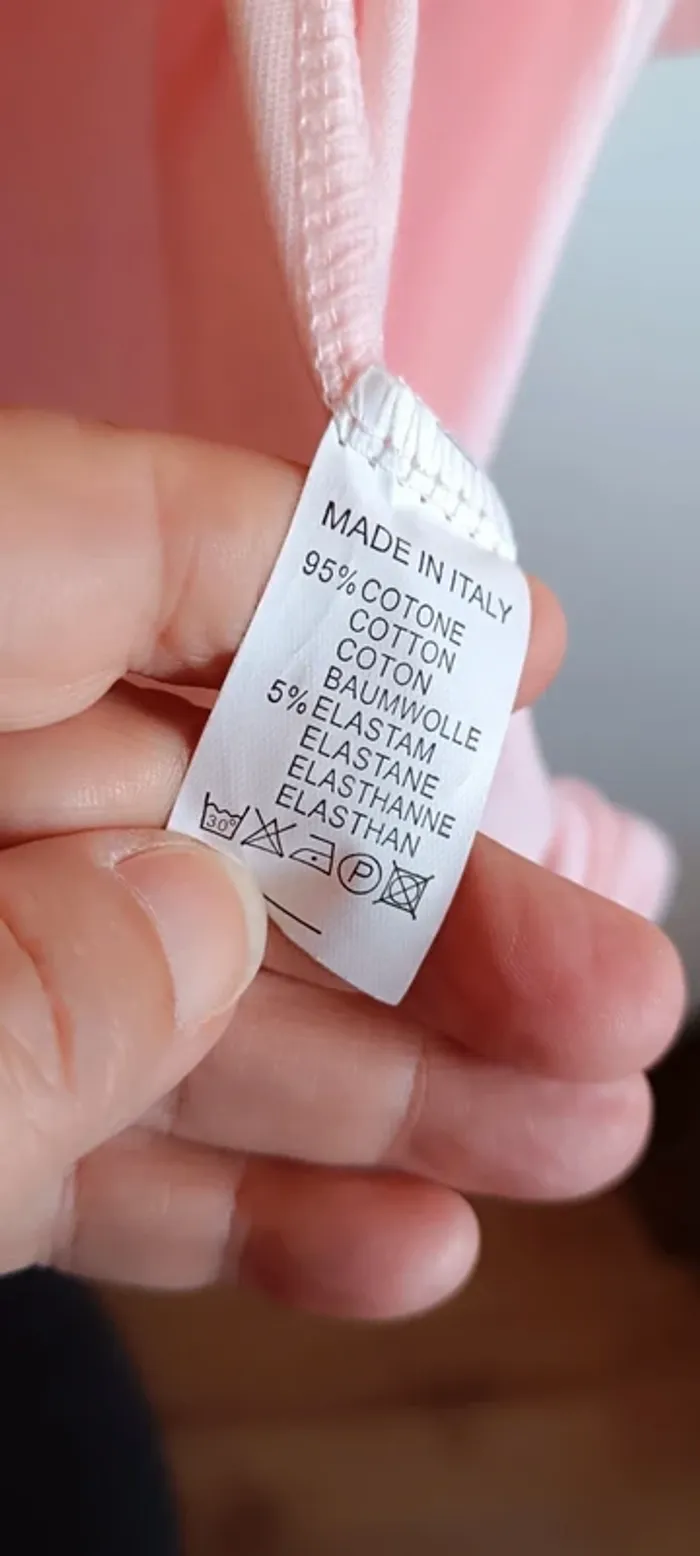 MADE IN ITALY
95% COTONE
COTTON
COTON
BAUMWOLLE
5% ELASTAM
ELASTANE
ELASTHANNE
ELASTHAN
30° P